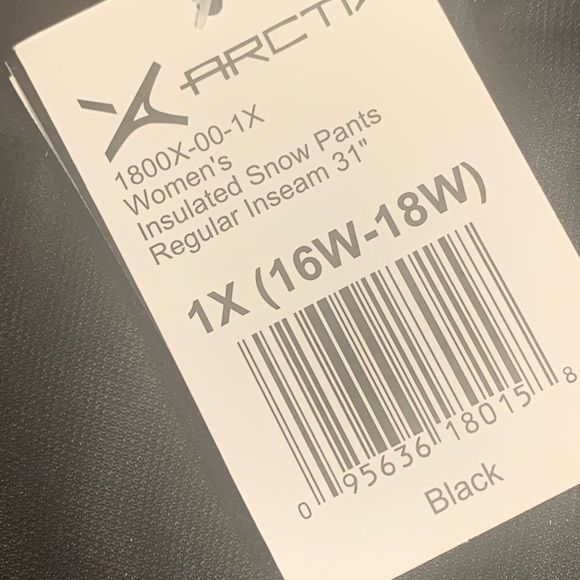 ARCTIX
1800X-00-1X
Women's
Insulated Snow Pants
Regular Inseam 31"
1X (16W-18W)
0 95636 18015 8
Black